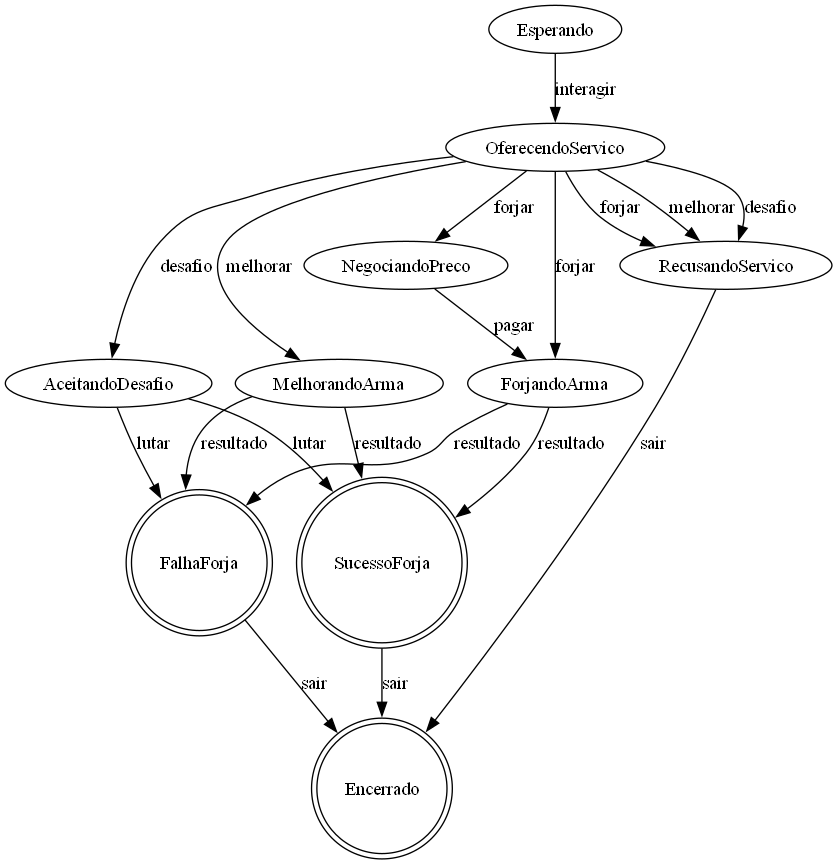 Esperando
interagir
OferecendoServico
forjar
forjar
melhorar
desafio
desafio
melhorar
NegociandoPreco
forjar
RecusandoServico
pagar
AceitandoDesafio
MelhorandoArma
ForjandoArma
lutar
resultado
lutar
resultado
resultado
resultado
sair
FalhaForja
SucessoForja
sair
sair
Encerrado